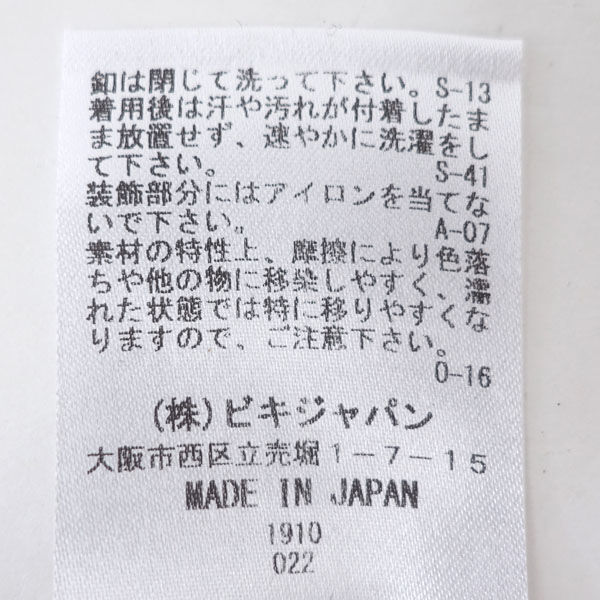 釦は閉じて洗って下さい。S-13
着用後は汗や汚れが付着したま
ま放置せず、速やかに洗濯をし
て下さい。 S-41
装飾部分にはアイロンを当てな
いで下さい。 A-07
素材の特性上、摩擦により色落
ちや他の物に移染しやすく、濡
れた状態では特に移りやすくな
りますので、ご注意下さい。
O-16
(株)ビキジャパン
大阪市西区立売堀1-7-15
MADE IN JAPAN
1910
022